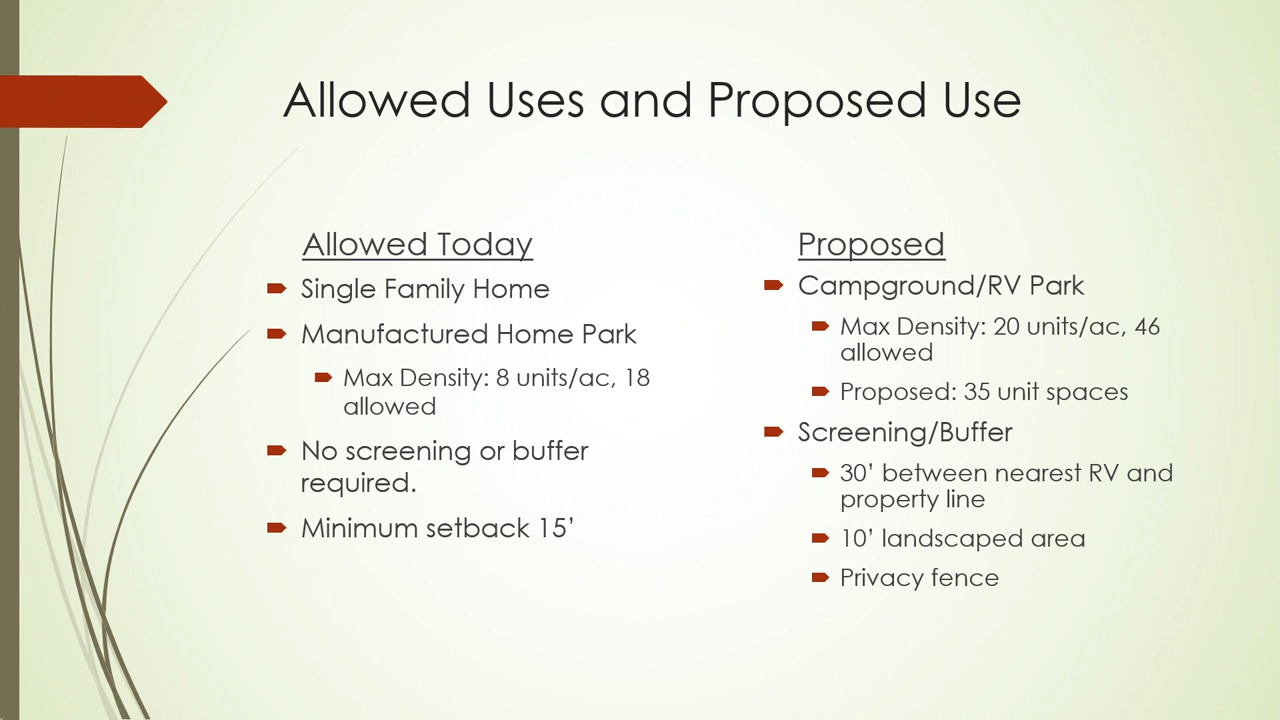 Allowed Uses and Proposed Use
Allowed Today
Single Family Home
Manufactured Home Park
Max Density: 8 units/ac, 18
allowed
No screening or buffer
required.
Minimum setback 15’
Proposed
Campground/RV Park
Max Density: 20 units/ac, 46
allowed
Proposed: 35 unit spaces
Screening/Buffer
30’ between nearest RV and
property line
10’ landscaped area
Privacy fence